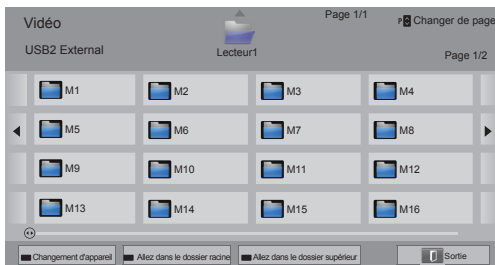 Vidéo
Page 1/1
P Changer de page
USB2 External
Lecteur1
Page 1/2
M1 M2 M3 M4
M5 M6 M7 M8
M9 M10 M11 M12
M13 M14 M15 M16
Changement d'appareil Allez dans le dossier racine Allez dans le dossier supérieur Sortie